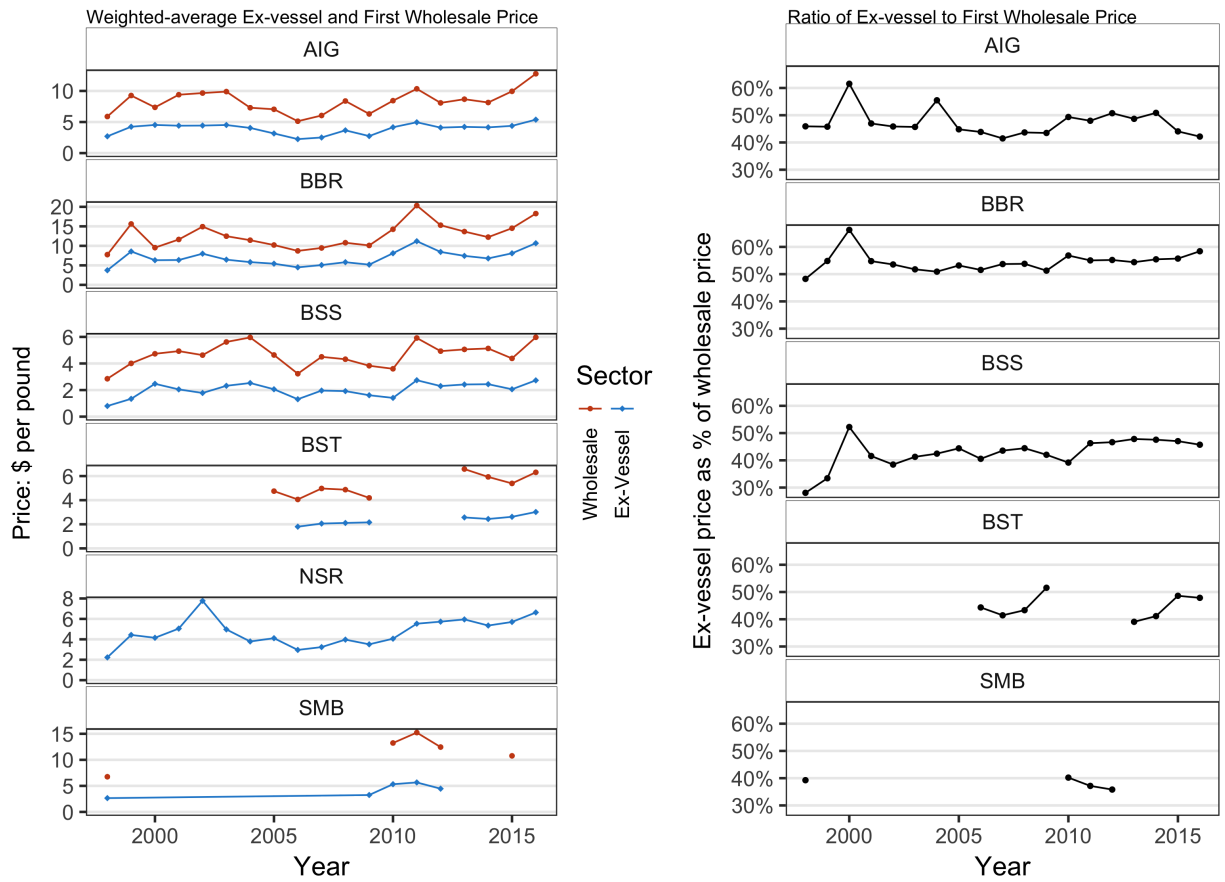 Weighted-average Ex-vessel and First Wholesale Price
AIG
10
5
0
BBR
20
15
10
5
0
BSS
6
4
2
0
BST
6
4
2
0
NSR
8
6
4
2
0
SMB
15
10
5
0
2000 2005 2010 2015
Year
Price: $ per pound
Sector
Wholesale
Ex-Vessel
Ratio of Ex-vessel to First Wholesale Price
AIG
60%
50%
40%
30%
BBR
60%
50%
40%
30%
BSS
60%
50%
40%
30%
BST
60%
50%
40%
30%
SMB
60%
50%
40%
30%
2000 2005 2010 2015
Year
Ex-vessel price as % of wholesale price